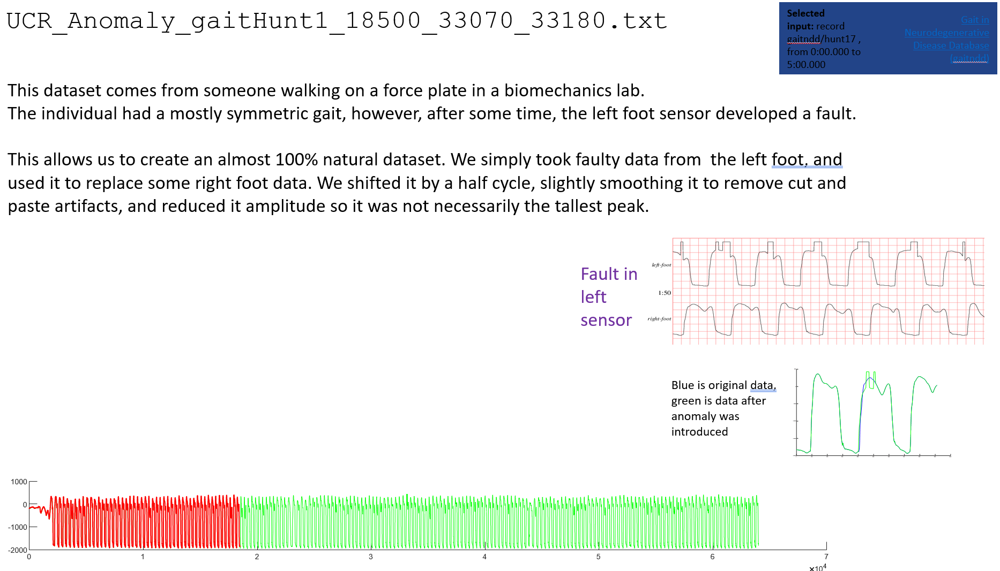 UCR_Anomaly_gaitHunt1_18500_33070_33180.txt
Selected
input: record
gaitndd/hunt17 ,
from 0:00.000 to
5:00.000
Gait in
Neurodegenerative
Disease Database
(gaitndd)
This dataset comes from someone walking on a force plate in a biomechanics lab.
The individual had a mostly symmetric gait, however, after some time, the left foot sensor developed a fault.
This allows us to create an almost 100% natural dataset. We simply took faulty data from  the left foot, and
used it to replace some right foot data. We shifted it by a half cycle, slightly smoothing it to remove cut and
paste artifacts, and reduced it amplitude so it was not necessarily the tallest peak.
Fault in
left
sensor
left-foot
1:50
right-foot
Blue is original data,
green is data after
anomaly was
introduced
1000
0
-1000
-2000
0 1 2 3 4 5 6 7
×10^4